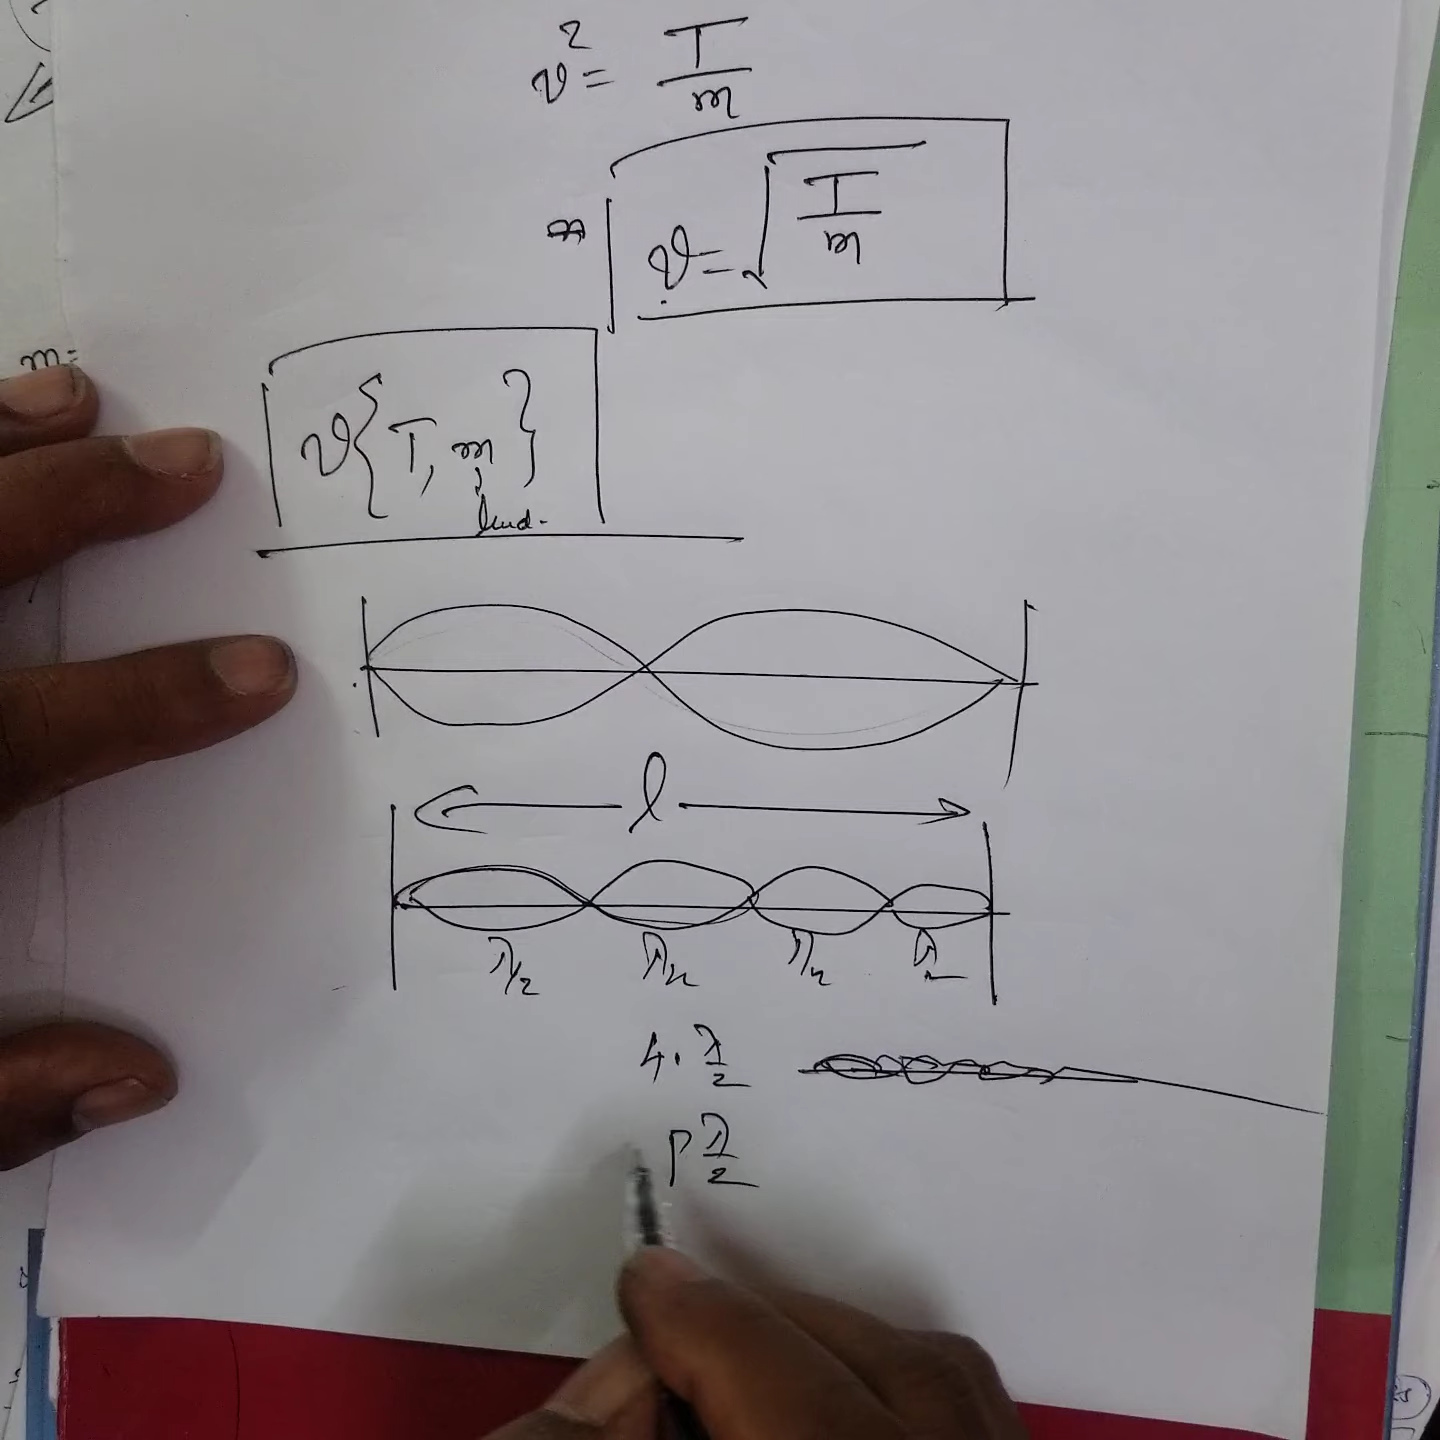 v² = T/m
v = √T/m
m=
v{T, m}
l
λ/2 λ/2 λ/2 λ/2
4 · λ/2
p λ/2